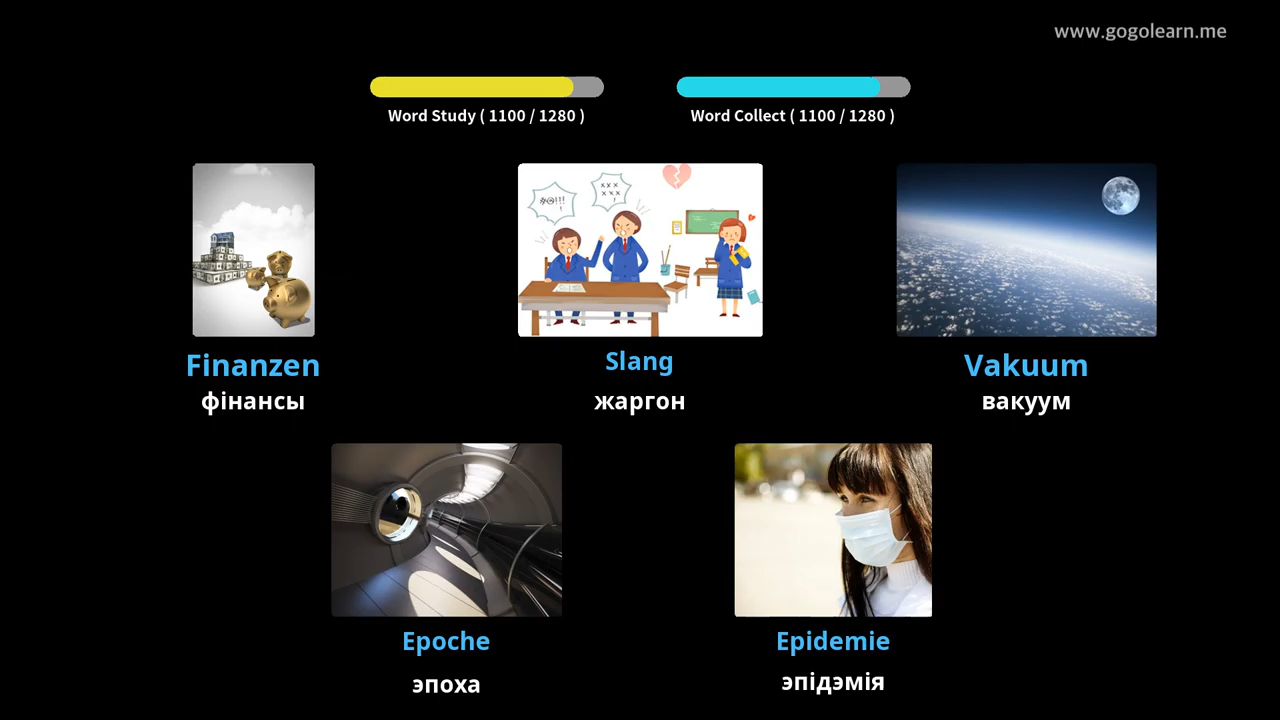 www.gogolearn.me
Word Study ( 1100 / 1280 )
Word Collect ( 1100 / 1280 )
Finanzen
фінансы
Slang
жаргон
Vakuum
вакуум
Epoche
эпоха
Epidemie
эпідэмія